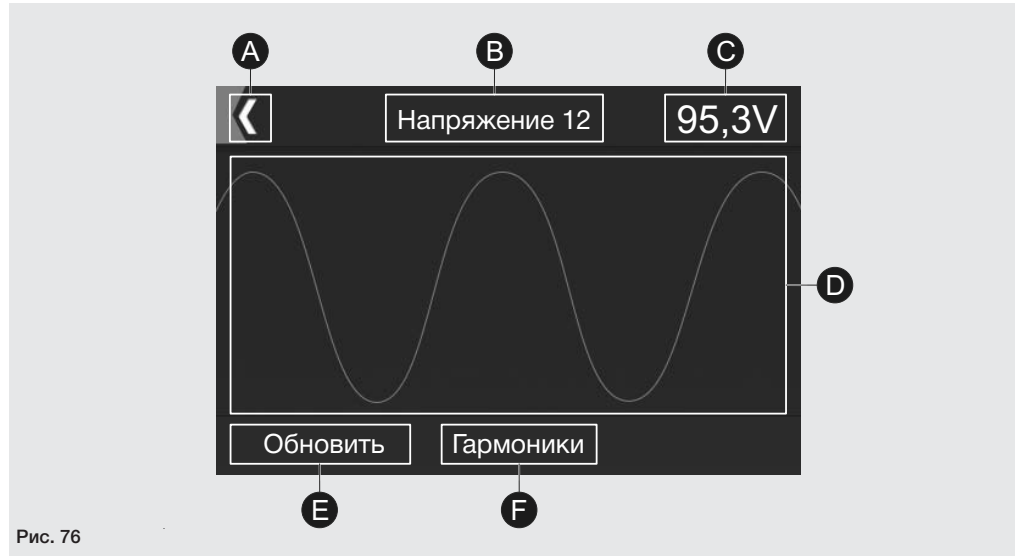 A B C
Напряжение 12 95,3V
D
Обновить Гармоники
E F
Рис. 76